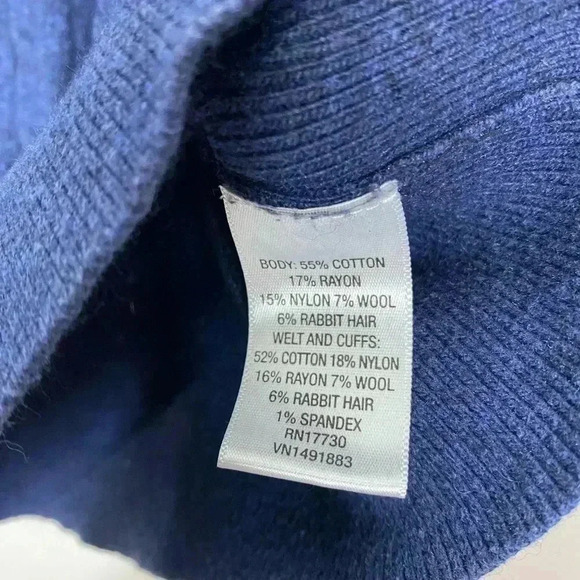 BODY: 55% COTTON
17% RAYON
15% NYLON 7% WOOL
6% RABBIT HAIR
WELT AND CUFFS:
52% COTTON 18% NYLON
16% RAYON 7% WOOL
6% RABBIT HAIR
1% SPANDEX
RN17730
VN1491883